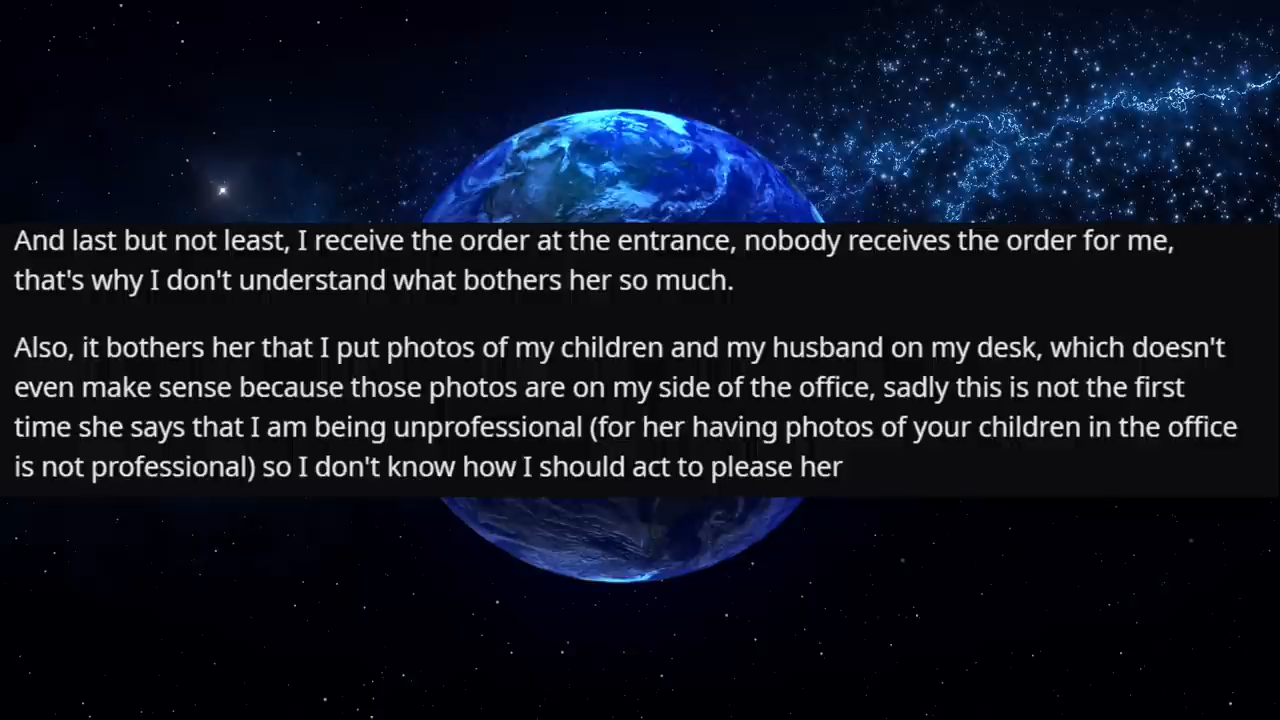 And last but not least, I receive the order at the entrance, nobody receives the order for me,
that's why I don't understand what bothers her so much.
Also, it bothers her that I put photos of my children and my husband on my desk, which doesn't
even make sense because those photos are on my side of the office, sadly this is not the first
time she says that I am being unprofessional (for her having photos of your children in the office
is not professional) so I don't know how I should act to please her